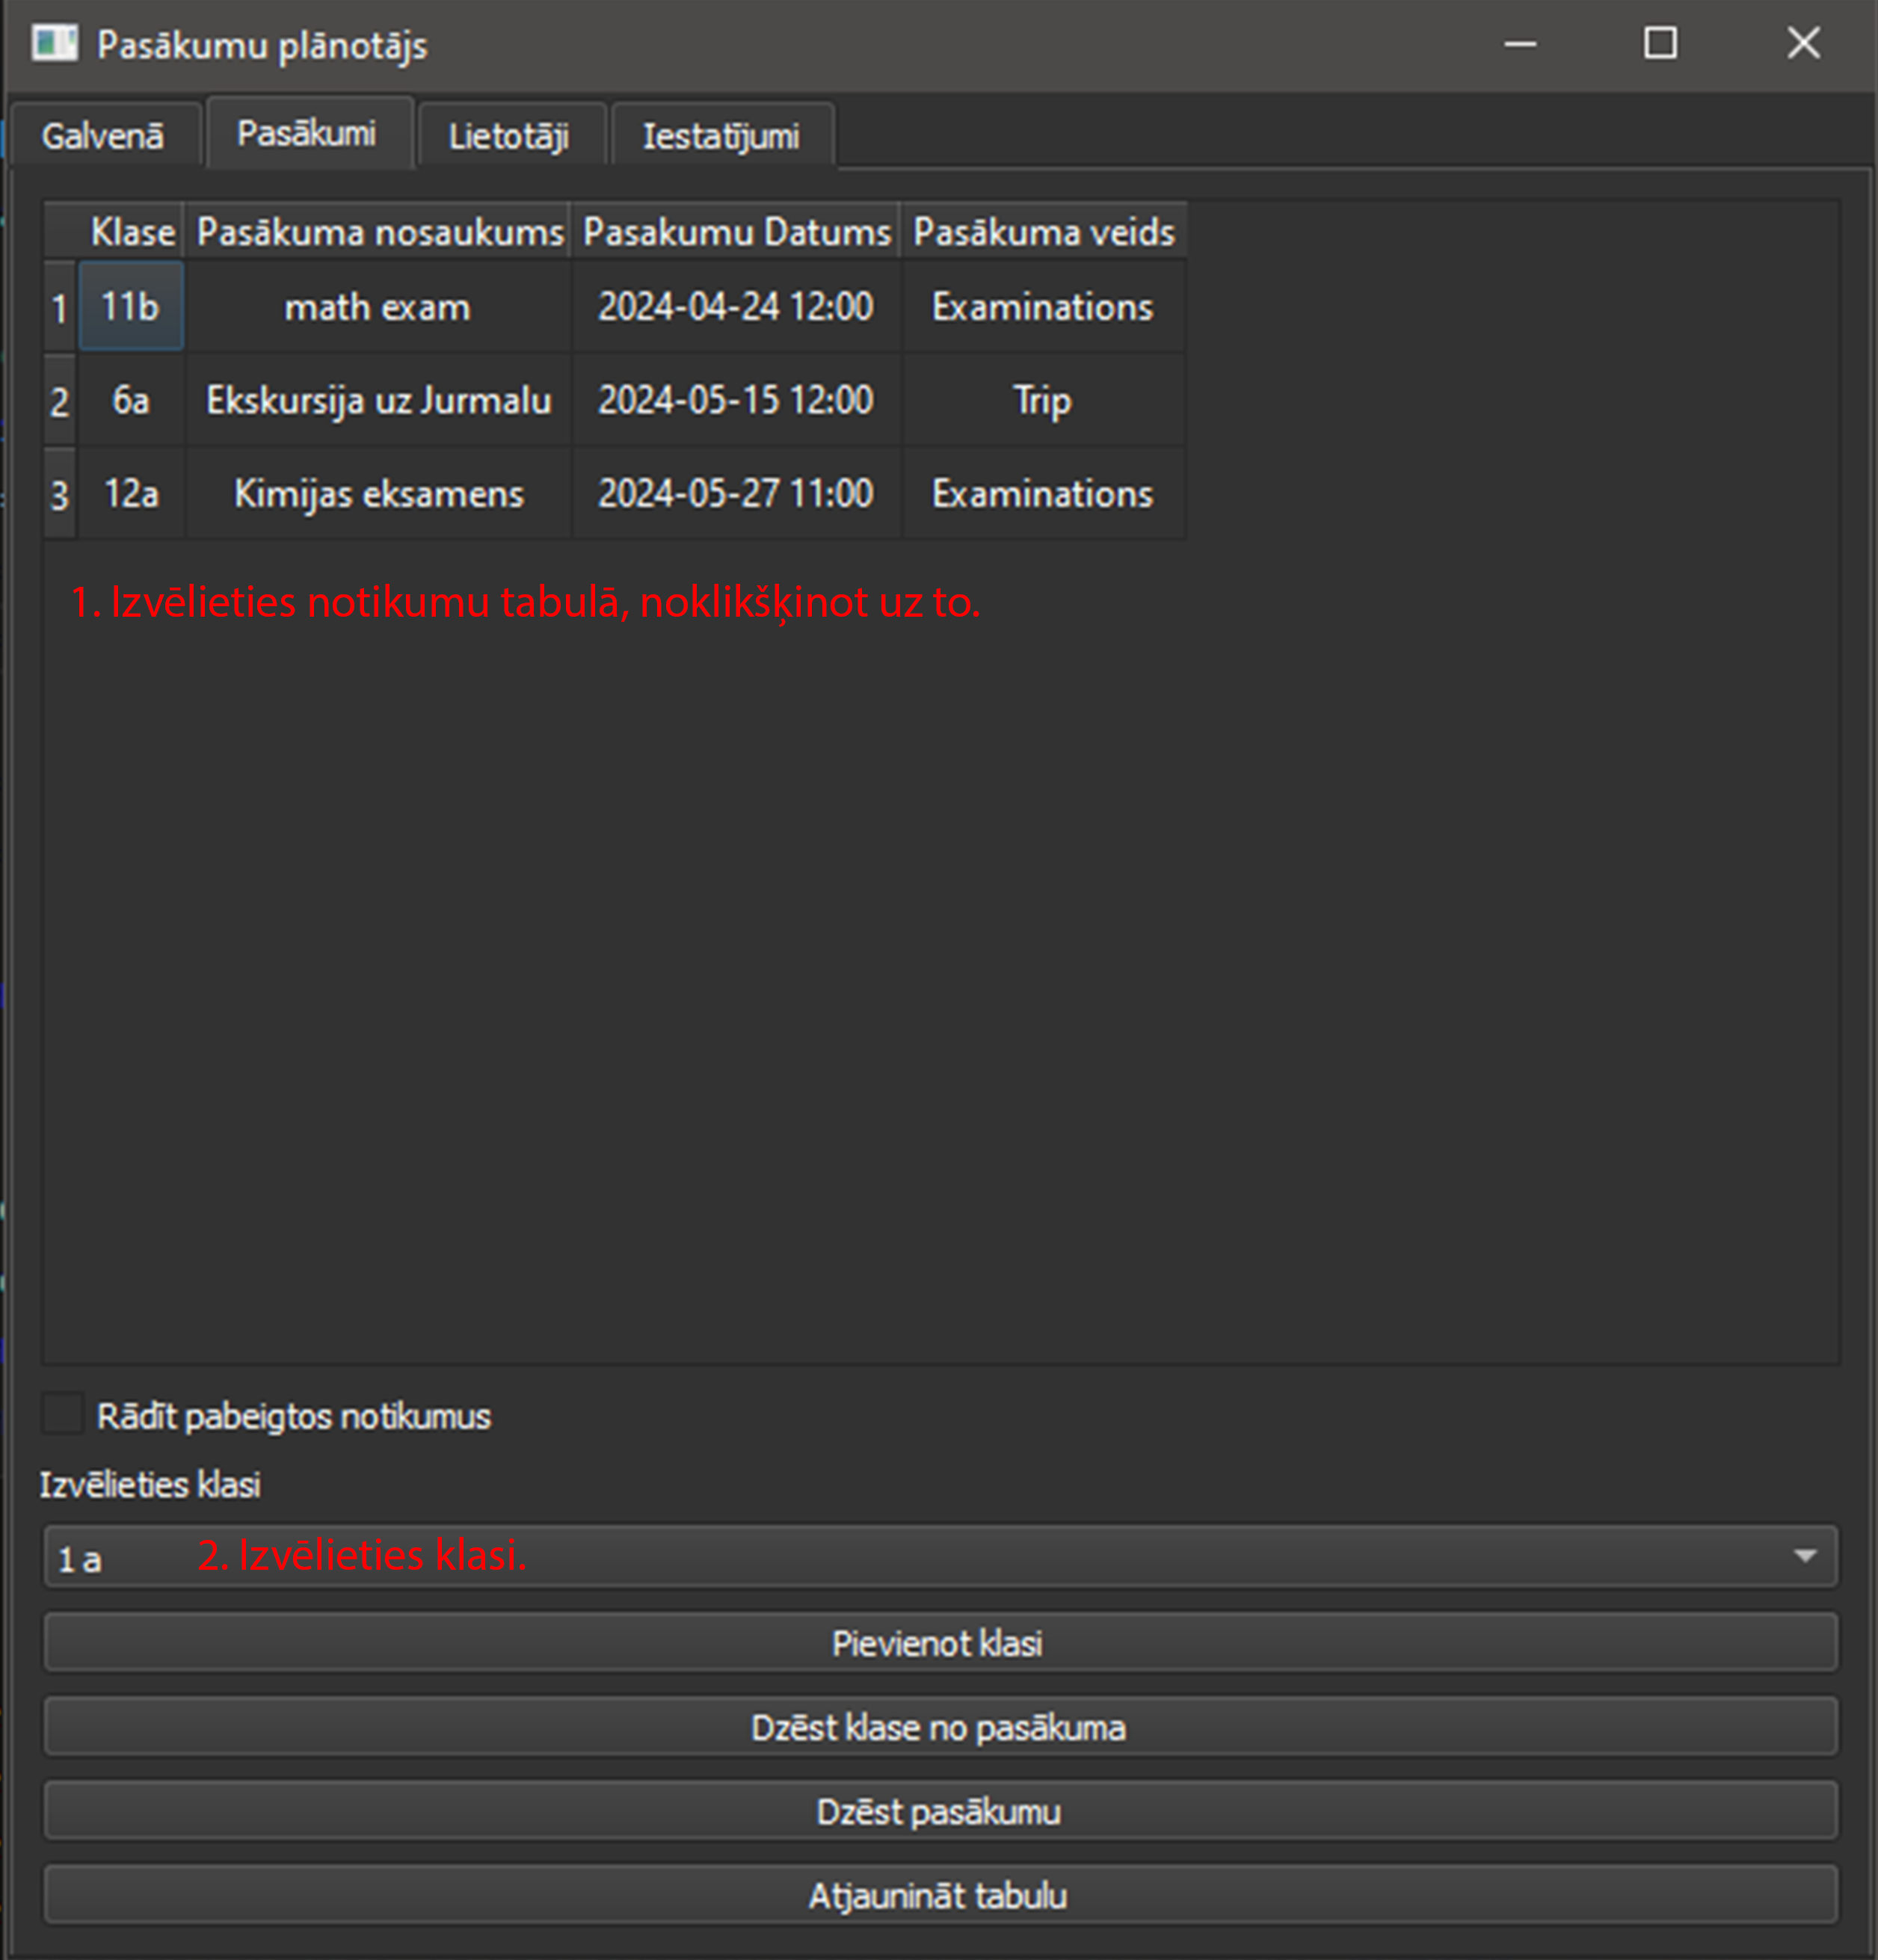 Pasākumu plānotājs
Galvenā Pasākumi Lietotāji Iestatījumi
Klase Pasākuma nosaukums Pasakumu Datums Pasākuma veids
1 11b math exam 2024-04-24 12:00 Examinations
2 6a Ekskursija uz Jurmalu 2024-05-15 12:00 Trip
3 12a Kimijas eksamens 2024-05-27 11:00 Examinations
1. Izvēlieties notikumu tabulā, noklikšķinot uz to.
Rādīt pabeigtos notikumus
Izvēlieties klasi
1 a 2. Izvēlieties klasi.
Pievienot klasi
Dzēst klase no pasākuma
Dzēst pasākumu
Atjaunināt tabulu